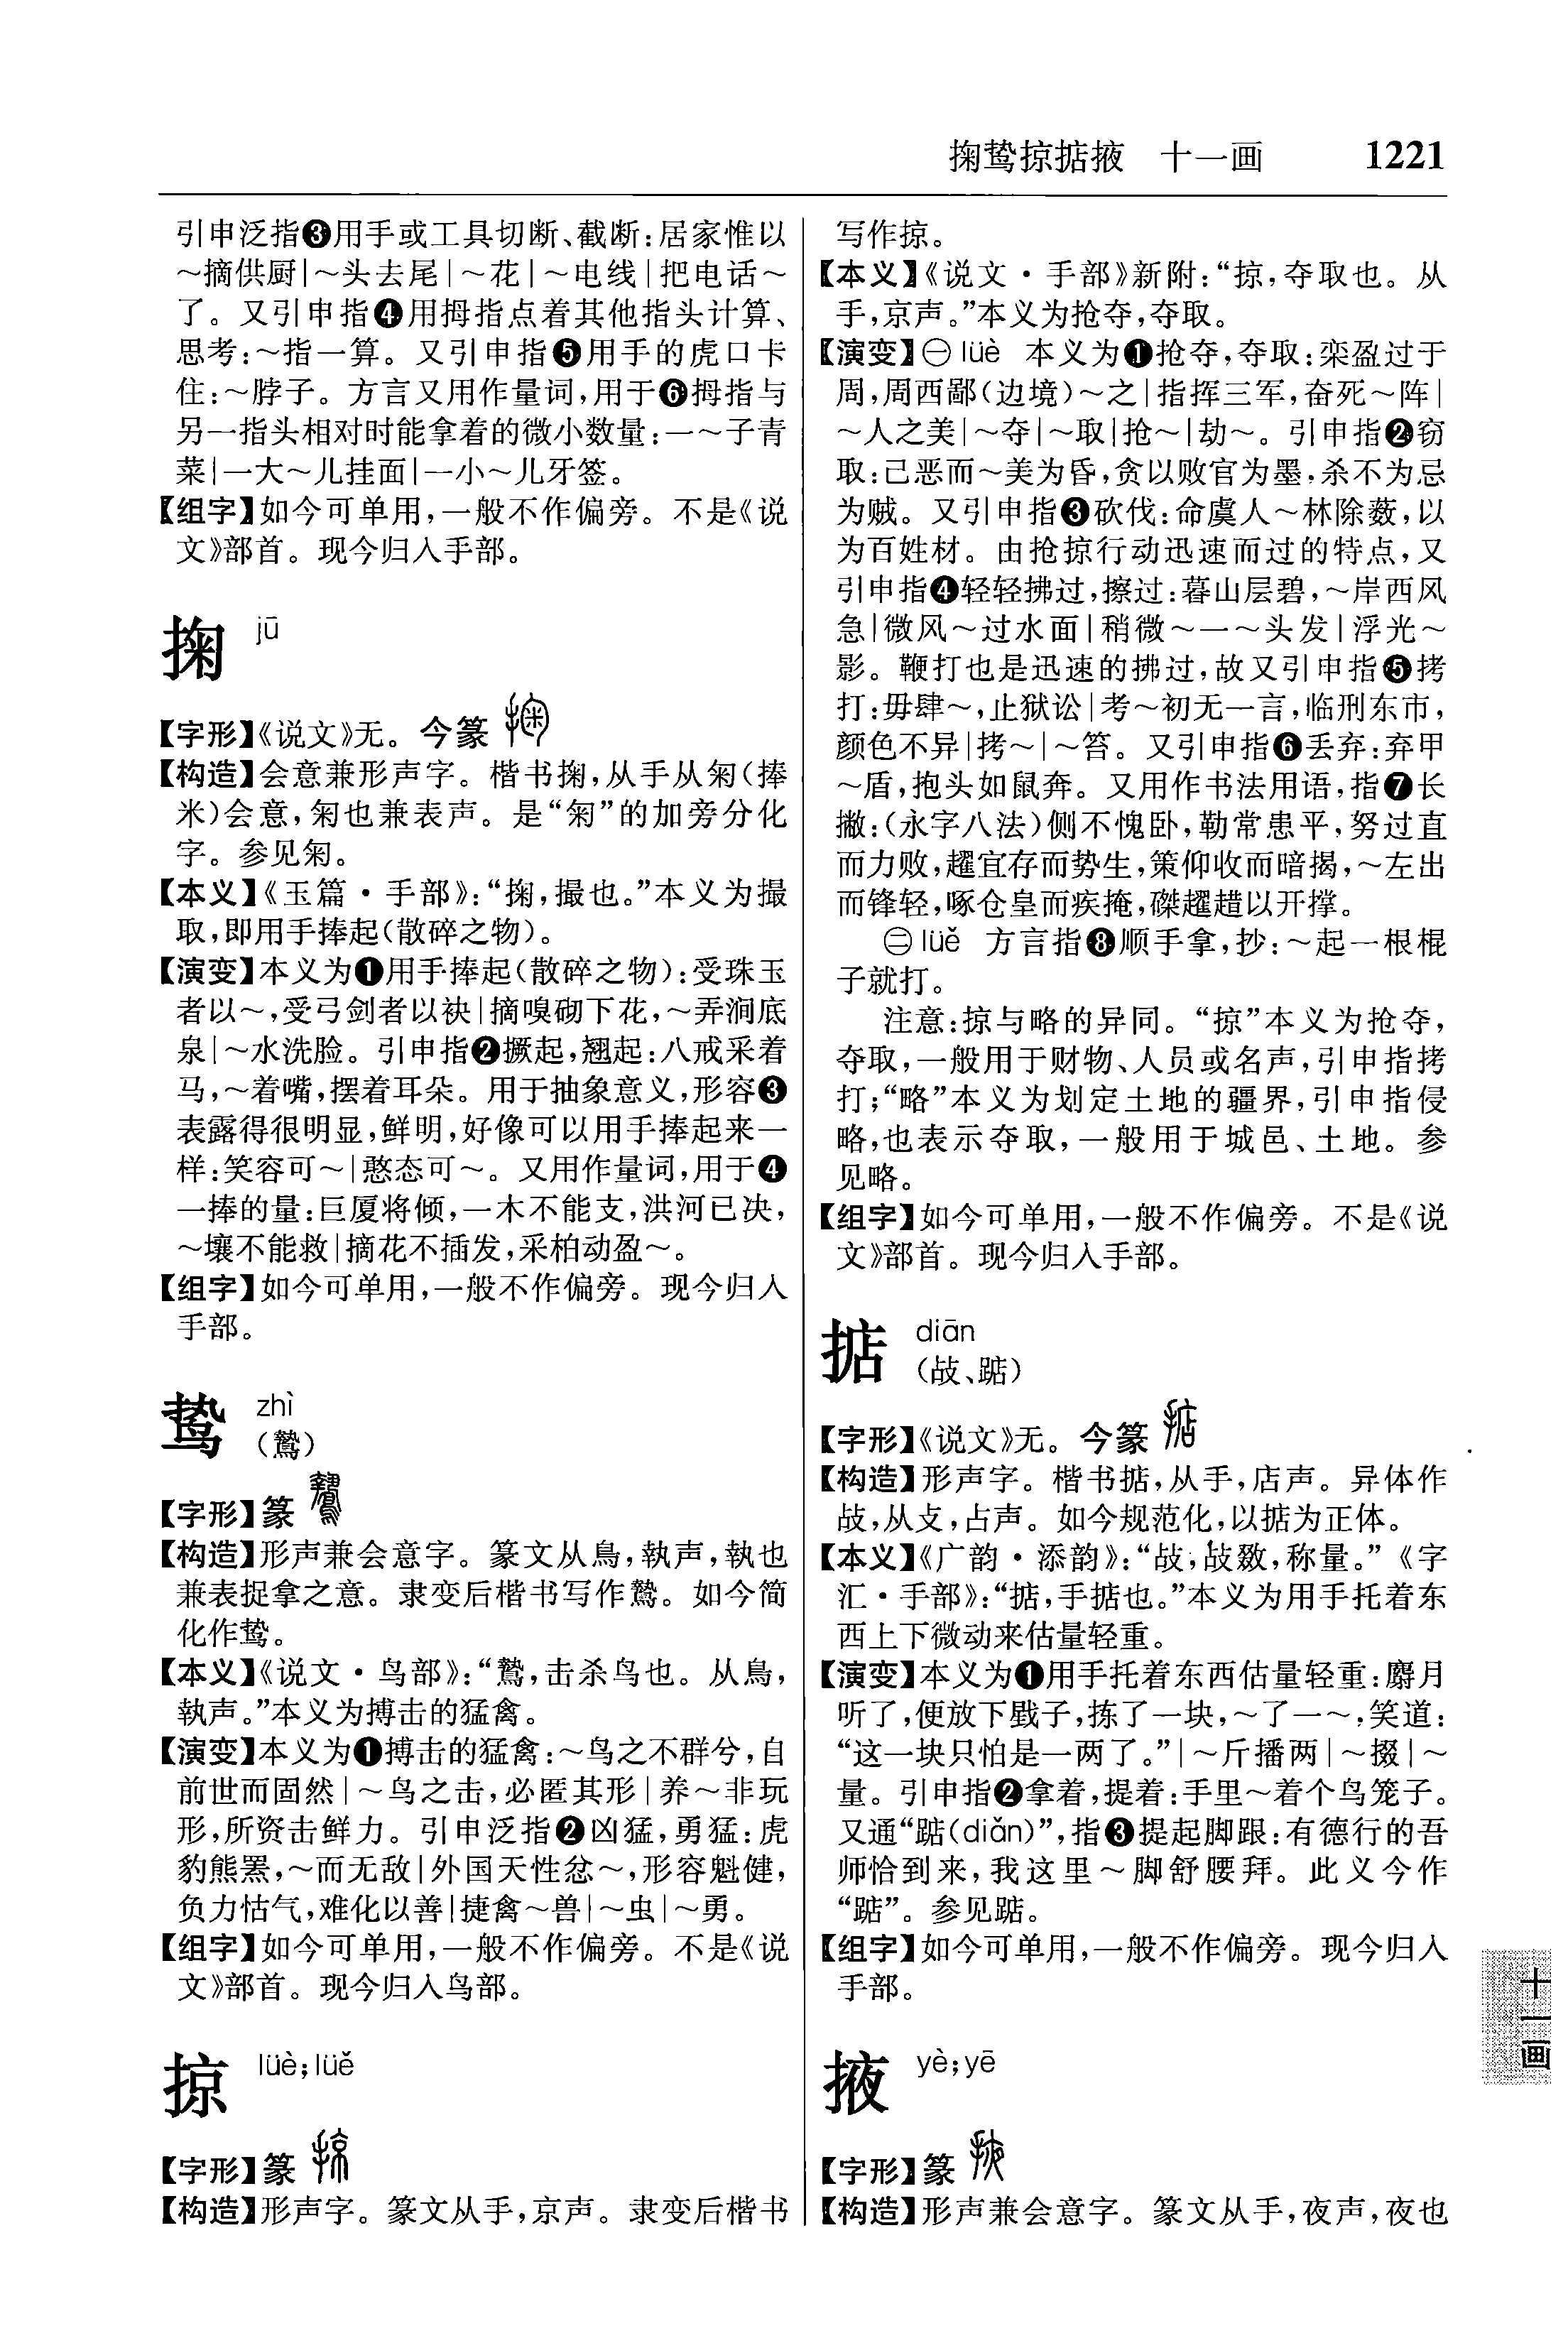 掬鸷掠掂掖　十一画　1221
引申泛指❸用手或工具切断、截断:居家惟以
～摘供厨|～头去尾|～花|～电线|把电话～
了。又引申指❹用拇指点着其他指头计算、
思考:～指一算。又引申指❺用手的虎口卡
住:～脖子。方言又用作量词,用于❻拇指与
另一指头相对时能拿着的微小数量:一～子青
菜|一大～儿挂面|一小～儿牙签。
【组字】如今可单用,一般不作偏旁。不是《说
文》部首。现今归入手部。
掬 jū
【字形】《说文》无。今篆
【构造】会意兼形声字。楷书掬,从手从匊(捧
米)会意,匊也兼表声。是“匊”的加旁分化
字。参见匊。
【本义】《玉篇·手部》:“掬,撮也。”本义为撮
取,即用手捧起(散碎之物)。
【演变】本义为❶用手捧起(散碎之物):受珠玉
者以～,受弓剑者以袂|摘嗅砌下花,～弄涧底
泉|～水洗脸。引申指❷撅起,翘起:八戒采着
马,～着嘴,摆着耳朵。用于抽象意义,形容❸
表露得很明显,鲜明,好像可以用手捧起来一
样:笑容可～|憨态可～。又用作量词,用于❹
一捧的量:巨厦将倾,一木不能支,洪河已决,
～壤不能救|摘花不插发,采柏动盈～。
【组字】如今可单用,一般不作偏旁。现今归入
手部。
鸷 zhì
(鷙)
【字形】篆
【构造】形声兼会意字。篆文从鳥,執声,執也
兼表捉拿之意。隶变后楷书写作鷙。如今简
化作鸷。
【本义】《说文·鸟部》:“鷙,击杀鸟也。从鳥,
執声。”本义为搏击的猛禽。
【演变】本义为❶搏击的猛禽:～鸟之不群兮,自
前世而固然|～鸟之击,必匿其形|养～非玩
形,所资击鲜力。引申泛指❷凶猛,勇猛:虎
豹熊罴,～而无敌|外国天性忿～,形容魁健,
负力怙气,难化以善|捷禽～兽|～虫|～勇。
【组字】如今可单用,一般不作偏旁。不是《说
文》部首。现今归入鸟部。
掠 lüè;lüě
【字形】篆
【构造】形声字。篆文从手,京声。隶变后楷书
写作掠。
【本义】《说文·手部》新附:“掠,夺取也。从
手,京声。”本义为抢夺,夺取。
【演变】㊀lüè 本义为❶抢夺,夺取:栾盈过于
周,周西鄙(边境)～之|指挥三军,奋死～阵|
～人之美|～夺|～取|抢～|劫～。引申指❷窃
取:己恶而～美为昏,贪以败官为墨,杀不为忌
为贼。又引申指❸砍伐:命虞人～林除薮,以
为百姓材。由抢掠行动迅速而过的特点,又
引申指❹轻轻拂过,擦过:暮山层碧,～岸西风
急|微风～过水面|稍微～一～头发|浮光～
影。鞭打也是迅速的拂过,故又引申指❺拷
打:毋肆～,止狱讼|考～初无一言,临刑东市,
颜色不异|拷～|～笞。又引申指❻丢弃:弃甲
～盾,抱头如鼠奔。又用作书法用语,指❼长
撇:(永字八法)侧不愧卧,勒常患平,努过直
而力败,趯宜存而势生,策仰收而暗揭,～左出
而锋轻,啄仓皇而疾掩,磔趯趞以开撑。
㊁lüě 方言指❽顺手拿,抄:～起一根棍
子就打。
注意:掠与略的异同。“掠”本义为抢夺,
夺取,一般用于财物、人员或名声,引申指拷
打;“略”本义为划定土地的疆界,引申指侵
略,也表示夺取,一般用于城邑、土地。参
见略。
【组字】如今可单用,一般不作偏旁。不是《说
文》部首。现今归入手部。
掂 diān
(敁、踮)
【字形】《说文》无。今篆
【构造】形声字。楷书掂,从手,店声。异体作
敁,从攴,占声。如今规范化,以掂为正体。
【本义】《广韵·添韵》:“敁,敁敠,称量。”《字
汇·手部》:“掂,手掂也。”本义为用手托着东
西上下微动来估量轻重。
【演变】本义为❶用手托着东西估量轻重:麝月
听了,便放下戥子,拣了一块,～了一～,笑道:
“这一块只怕是一两了。”|～斤播两|～掇|～
量。引申指❷拿着,提着:手里～着个鸟笼子。
又通“踮(diǎn)”,指❸提起脚跟:有德行的吾
师恰到来,我这里～脚舒腰拜。此义今作
“踮”。参见踮。
【组字】如今可单用,一般不作偏旁。现今归入
手部。
掖 yè;yē
【字形】篆
【构造】形声兼会意字。篆文从手,夜声,夜也
十一画